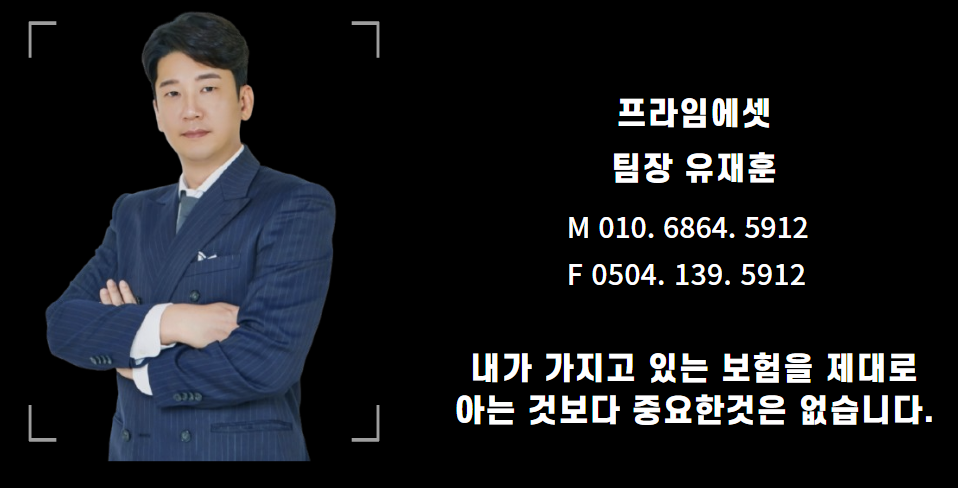 프라임에셋
팀장 유재훈
M 010. 6864. 5912
F 0504. 139. 5912
내가 가지고 있는 보험을 제대로
아는 것보다 중요한것은 없습니다.